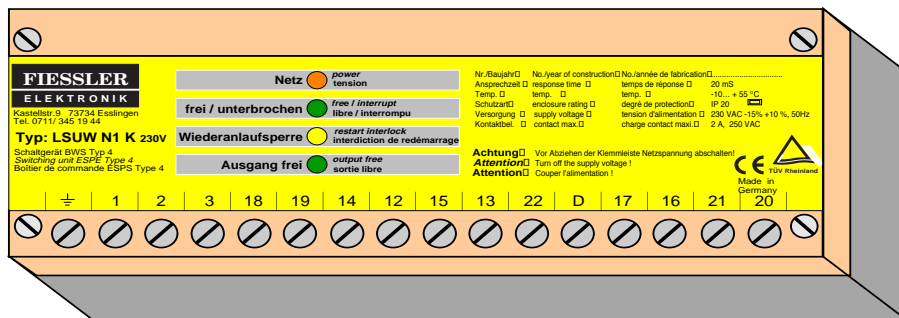 FIESSLER
ELEKTRONIK
Kastellstr.9 73734 Esslingen
Tel. 0711/ 345 19 44
Typ: LSUW N1 K 230V
Schaltgerät BWS Typ 4
Switching unit ESPE Type 4
Boîtier de commande ESPS Type 4
Netz power
tension
frei / unterbrochen free / interrupt
libre / interrompu
Wiederanlaufsperre restart interlock
interdiction de redémarrage
Ausgang frei output free
sortie libre
Nr./Baujahr No./year of construction No./année de fabrication................................
Ansprechzeit response time temps de réponse 20 mS
Temp. temp. temp. -10... + 55 °C
Schutzart enclosure rating degré de protection IP 20
Versorgung supply voltage tension d'alimentation 230 VAC -15% +10 %, 50Hz
Kontaktbel. contact max. charge contact maxi. 2 A, 250 VAC
Achtung Vor Abziehen der Klemmleiste Netzspannung abschalten!
Attention Turn off the supply voltage !
Attention Couper l'alimentation !
CE
TÜV Rheinland
Made in
Germany
1 2 3 18 19 14 12 15 13 22 D 17 16 21 20